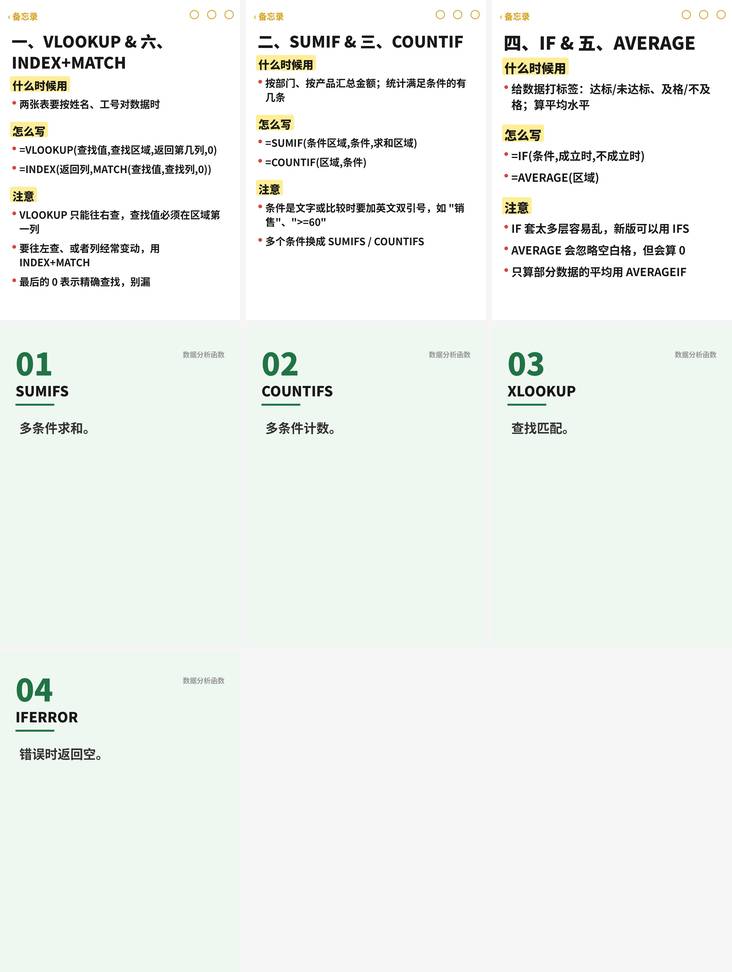 ‹ 备忘录
一、VLOOKUP & 六、
INDEX+MATCH
什么时候用
• 两张表要按姓名、工号对数据时
怎么写
• =VLOOKUP(查找值,查找区域,返回第几列,0)
• =INDEX(返回列,MATCH(查找值,查找列,0))
注意
• VLOOKUP 只能往右查，查找值必须在区域第
一列
• 要往左查、或者列经常变动，用
INDEX+MATCH
• 最后的 0 表示精确查找，别漏
‹ 备忘录
二、SUMIF & 三、COUNTIF
什么时候用
• 按部门、按产品汇总金额；统计满足条件的有
几条
怎么写
• =SUMIF(条件区域,条件,求和区域)
• =COUNTIF(区域,条件)
注意
• 条件是文字或比较时要加英文双引号，如 "销
售"、">=60"
• 多个条件换成 SUMIFS / COUNTIFS
‹ 备忘录
四、IF & 五、AVERAGE
什么时候用
• 给数据打标签：达标/未达标、及格/不及
格；算平均水平
怎么写
• =IF(条件,成立时,不成立时)
• =AVERAGE(区域)
注意
• IF 套太多层容易乱，新版可以用 IFS
• AVERAGE 会忽略空白格，但会算 0
• 只算部分数据的平均用 AVERAGEIF
01
数据分析函数
SUMIFS
多条件求和。
02
数据分析函数
COUNTIFS
多条件计数。
03
数据分析函数
XLOOKUP
查找匹配。
04
数据分析函数
IFERROR
错误时返回空。